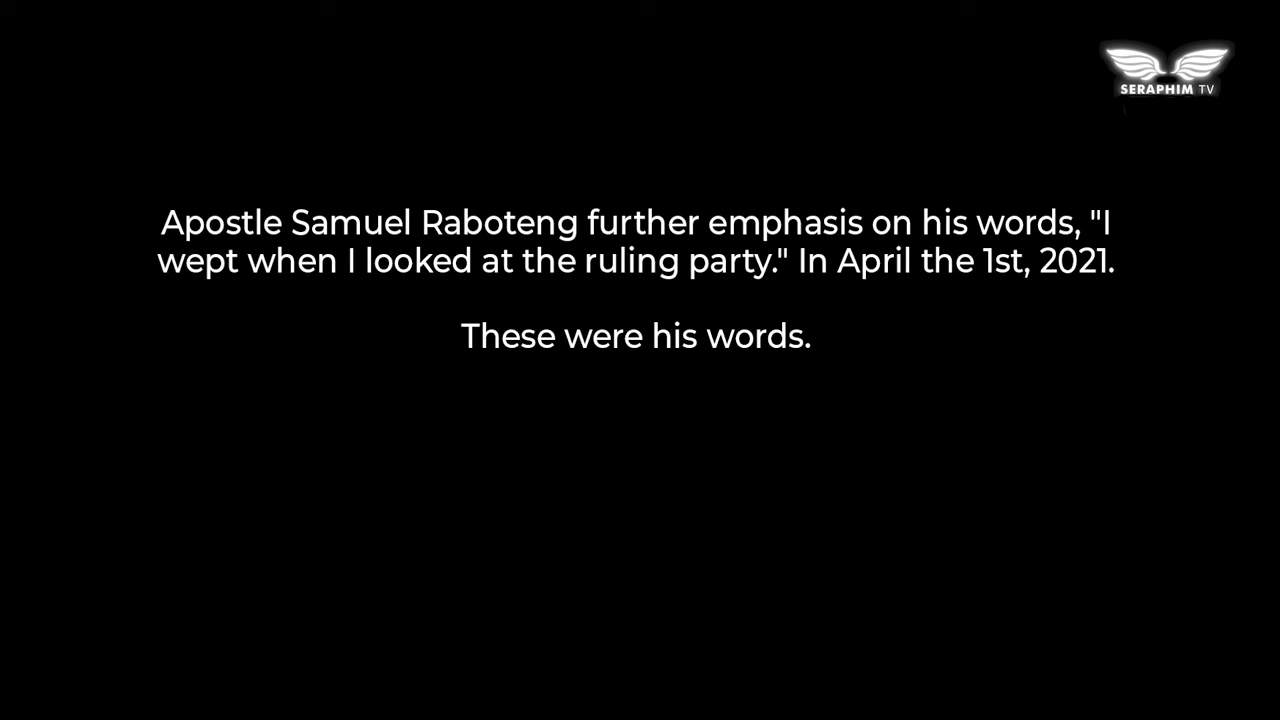 SERAPHIM TV
Apostle Samuel Raboteng further emphasis on his words, "I
wept when I looked at the ruling party." In April the 1st, 2021.
These were his words.